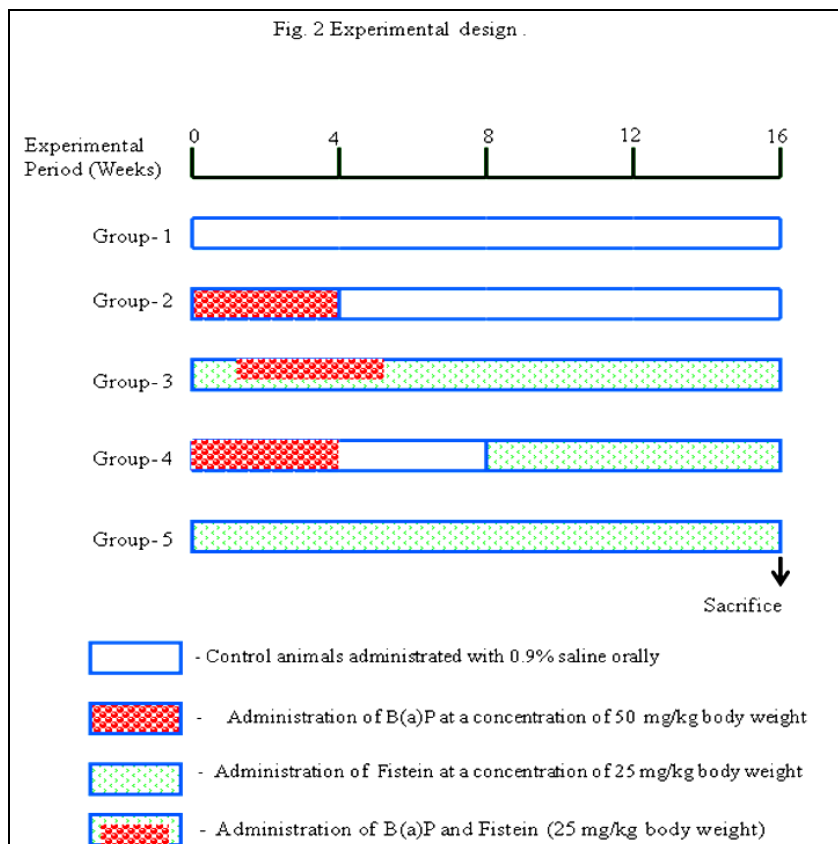 Fig. 2 Experimental design .
0 4 8 12 16
Experimental
Period (Weeks)
Group- 1
Group- 2
Group- 3
Group- 4
Group- 5
Sacrifice
- Control animals administrated with 0.9% saline orally
- Administration of B(a)P at a concentration of 50 mg/kg body weight
- Administration of Fistein at a concentration of 25 mg/kg body weight
- Administration of B(a)P and Fistein (25 mg/kg body weight)